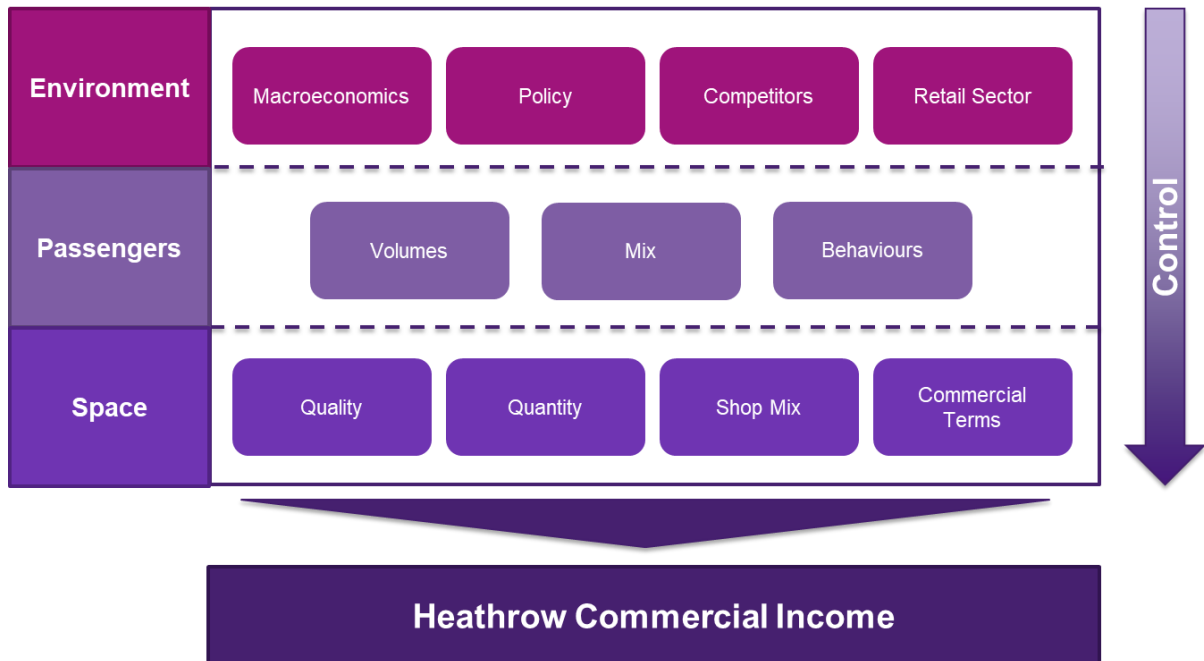 Environment
Macroeconomics
Policy
Competitors
Retail Sector
Passengers
Volumes
Mix
Behaviours
Space
Quality
Quantity
Shop Mix
Commercial
Terms
Control
Heathrow Commercial Income